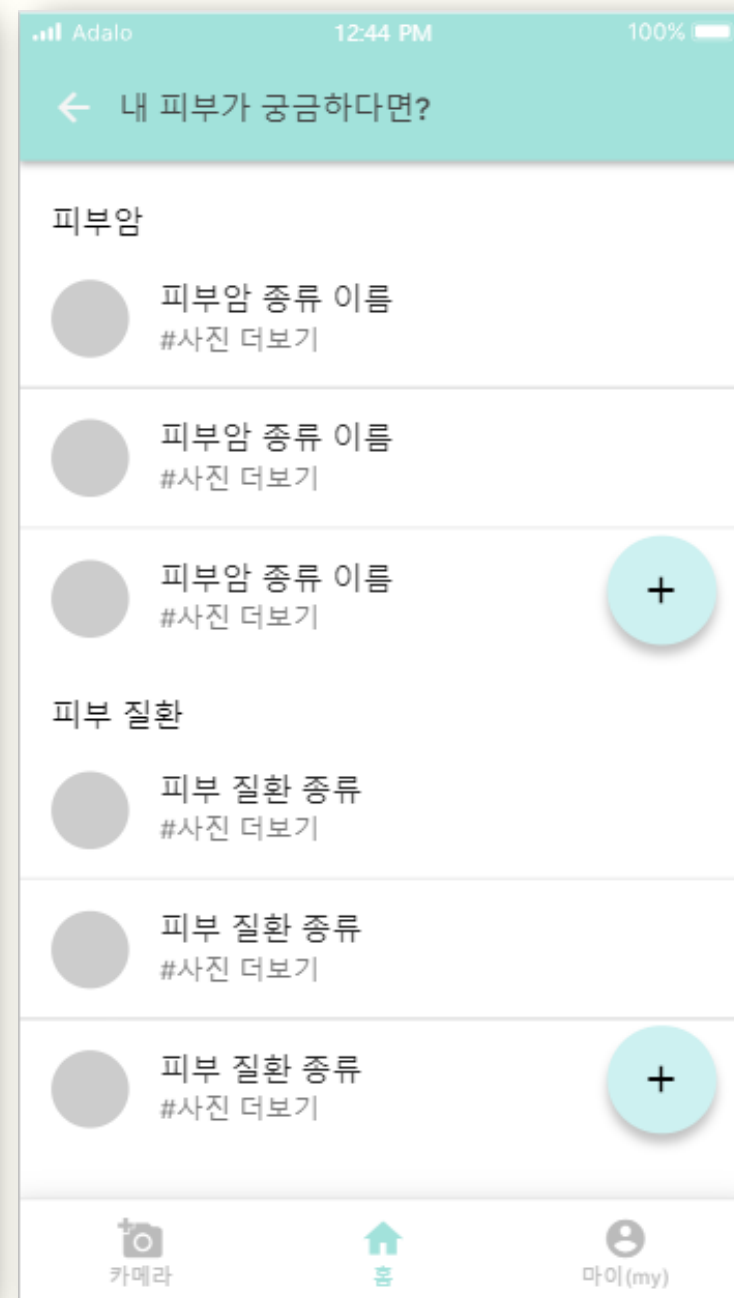 Adalo 12:44 PM 100%
내 피부가 궁금하다면?
피부암
피부암 종류 이름
#사진 더보기
피부암 종류 이름
#사진 더보기
피부암 종류 이름
#사진 더보기
+
피부 질환
피부 질환 종류
#사진 더보기
피부 질환 종류
#사진 더보기
피부 질환 종류
#사진 더보기
+
카메라 홈 마이(my)